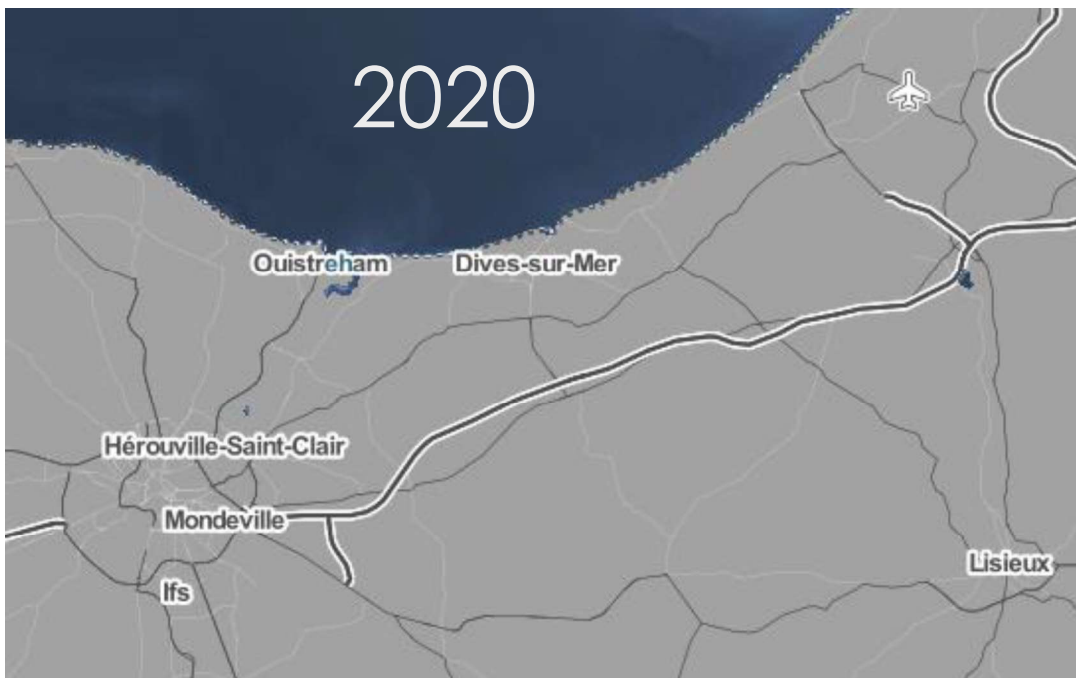 2020
Ouistreham
Dives-sur-Mer
Hérouville-Saint-Clair
Mondeville
Lisieux
Ifs